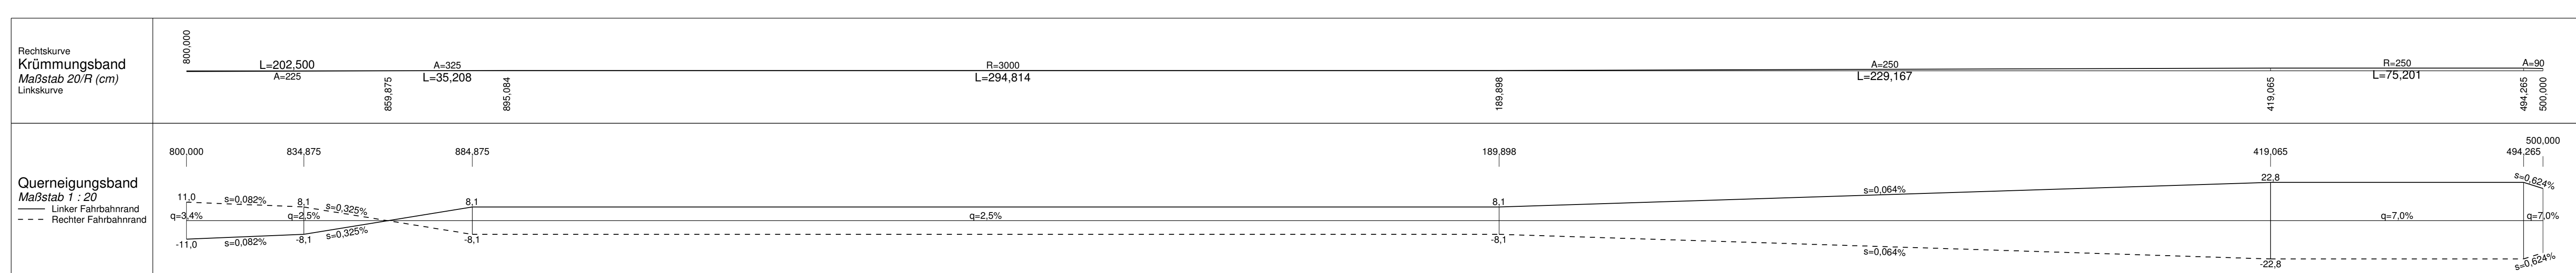 Rechtskurve
Krümmungsband
Maßstab 20/R (cm)
Linkskurve
800,000
L=202,500
A=225
859,875
A=325
L=35,208
895,084
R=3000
L=294,814
189,898
A=250
L=229,167
419,065
R=250
L=75,201
494,265
A=90
500,000
Querneigungsband
Maßstab 1 : 20
Linker Fahrbahnrand
Rechter Fahrbahnrand
800,000
834,875
884,875
189,898
419,065
494,265
500,000
11,0
s=0,082%
8,1
s=0,325%
8,1
8,1
s=0,064%
22,8
s=0,624%
q=3,4%
q=2,5%
q=2,5%
q=7,0%
q=7,0%
-11,0
s=0,082%
-8,1
s=0,325%
-8,1
-8,1
s=0,064%
-22,8
s=0,624%